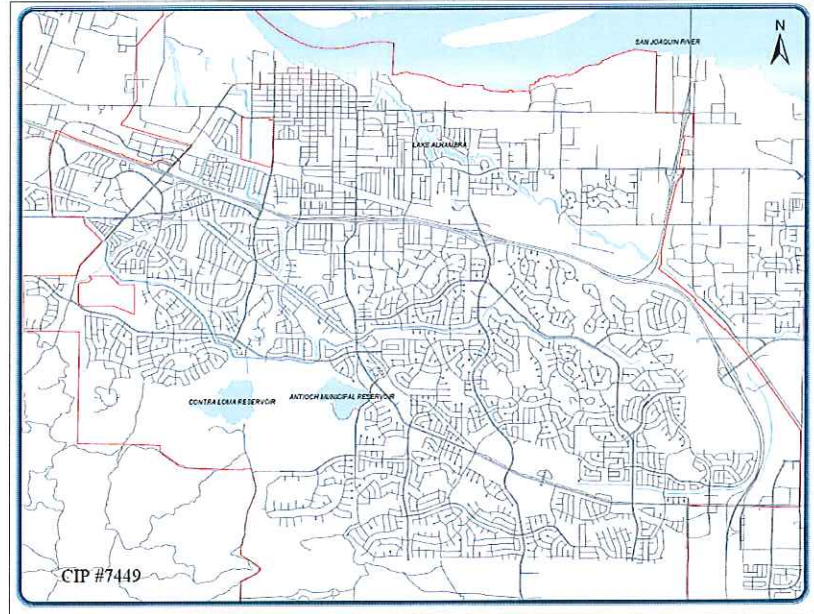 N
SAN JOAQUIN RIVER
LAKE ALHAMBRA
CONTRA LOMA RESERVOIR
ANTIOCH MUNICIPAL RESERVOIR
CIP #7449